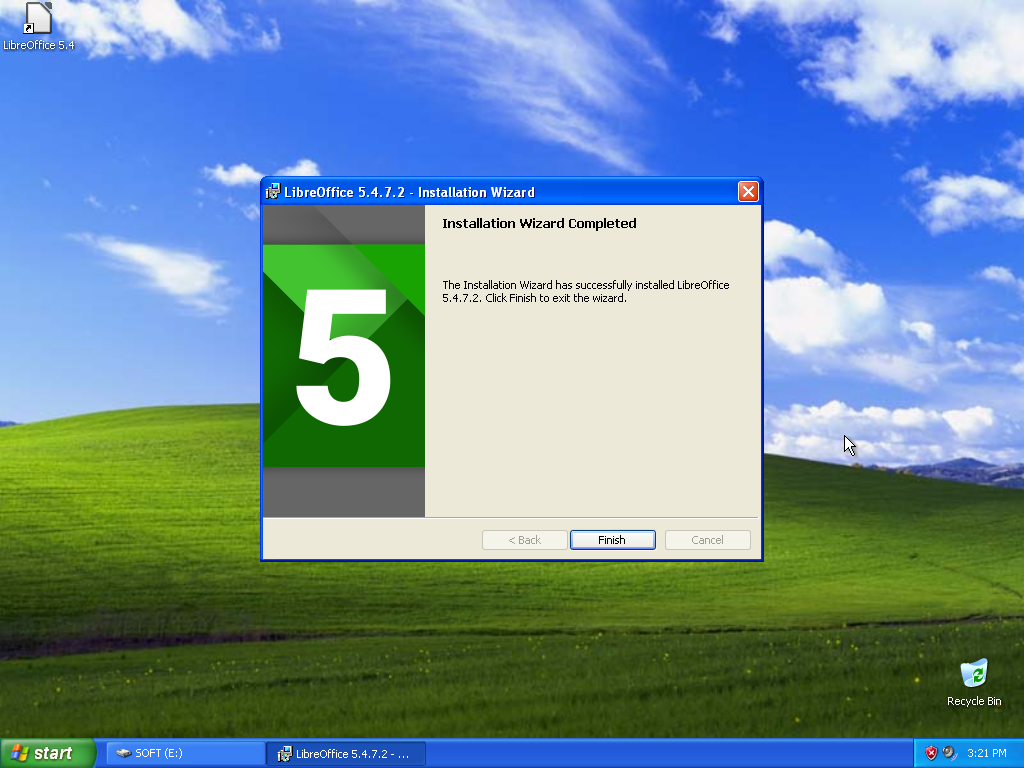 LibreOffice 5.4
LibreOffice 5.4.7.2 - Installation Wizard
5
Installation Wizard Completed
The Installation Wizard has successfully installed LibreOffice
5.4.7.2. Click Finish to exit the wizard.
< Back
Finish
Cancel
Recycle Bin
start
SOFT (E:)
LibreOffice 5.4.7.2 - ...
3:21 PM